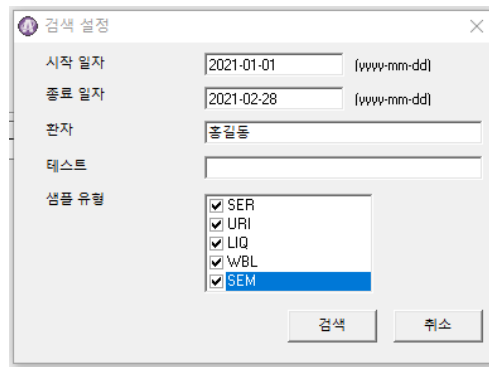 검색 설정
시작 일자 2021-01-01 (yyyy-mm-dd)
종료 일자 2021-02-28 (yyyy-mm-dd)
환자 홍길동
테스트
샘플 유형
SER
URI
LIQ
WBL
SEM
검색 취소